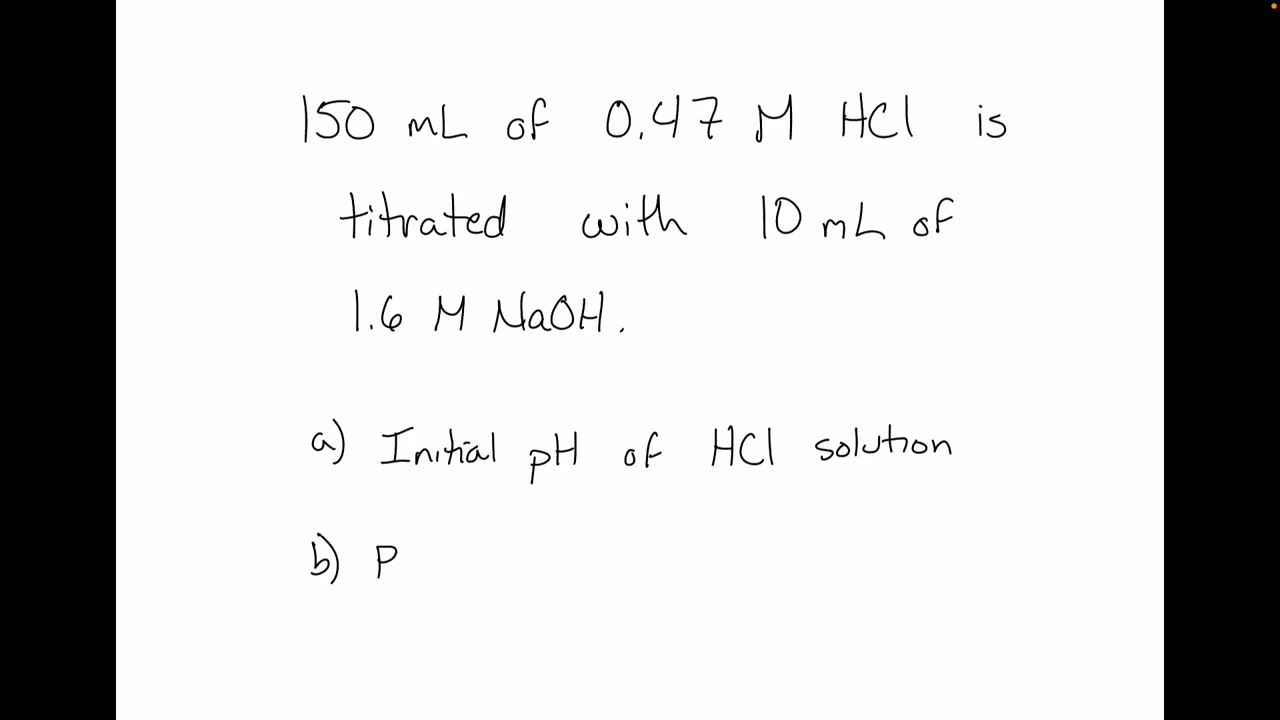 150 mL of 0.47 M HCl is
titrated with 10 mL of
1.6 M NaOH.
a) Initial pH of HCl solution
b) P